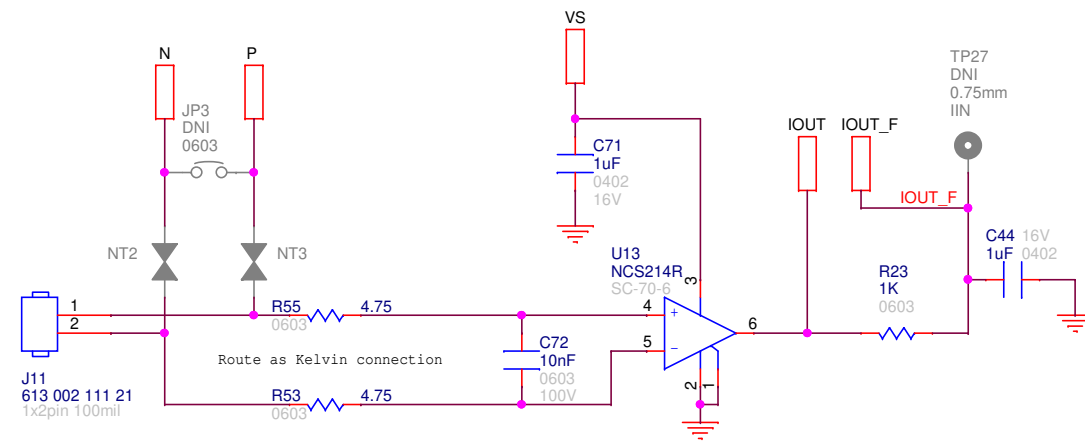 VS
N
P
TP27
DNI
0.75mm
IIN
JP3
DNI
0603
IOUT
IOUT_F
C71
1uF
0402
16V
IOUT_F
NT2
NT3
U13
NCS214R
SC-70-6
C44
16V
1uF
0402
R23
1K
0603
3
1
2
R55
4.75
0603
4
+
6
5
−
C72
10nF
0603
100V
Route as Kelvin connection
J11
613 002 111 21
1x2pin 100mil
R53
4.75
0603
2
1